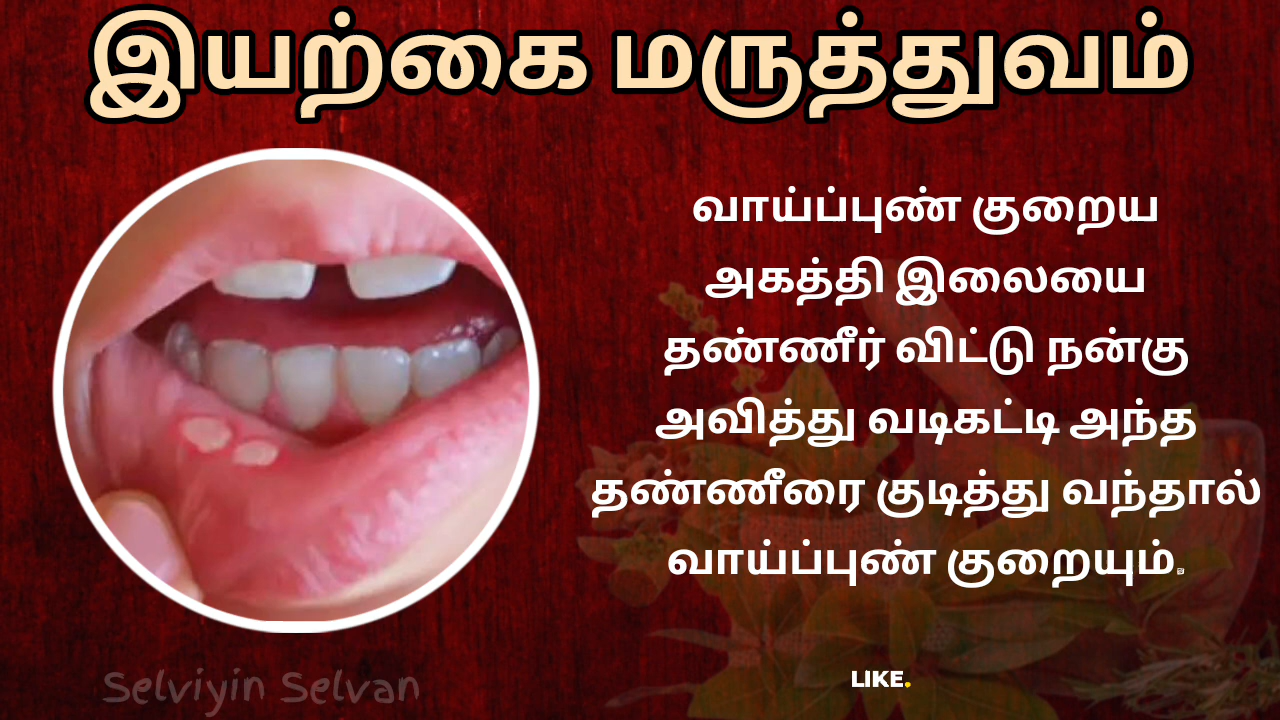 இயற்கை மருத்துவம்
வாய்ப்புண் குறைய
அகத்தி இலையை
தண்ணீர் விட்டு நன்கு
அவித்து வடிகட்டி அந்த
தண்ணீரை குடித்து வந்தால்
வாய்ப்புண் குறையும்.
Selviyin Selvan
LIKE.